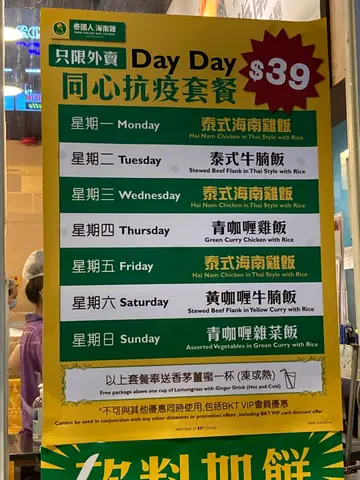 泰國人海南雞
只限外賣 Day Day
同心抗疫套餐
$39
星期一 Monday 泰式海南雞飯
Hai Nam Chicken in Thai Style with Rice
星期二 Tuesday 泰式牛腩飯
Stewed Beef Flank in Thai Style with Rice
星期三 Wednesday 泰式海南雞飯
Hai Nam Chicken in Thai Style with Rice
星期四 Thursday 青咖喱雞飯
Green Curry Chicken with Rice
星期五 Friday 泰式海南雞飯
Hai Nam Chicken in Thai Style with Rice
星期六 Saturday 黃咖喱牛腩飯
Stewed Beef Flank in Yellow Curry with Rice
星期日 Sunday 青咖喱雜菜飯
Assorted Vegetables in Green Curry with Rice
以上套餐奉送香茅薑蜜一杯(凍或熱)
Free package above one cup of Lemongrass with Ginger Drink (Hot and Cold)
*不可與其他優惠同時使用,包括BKT VIP會員優惠
Cannot be used in conjunction with any other discounts or promotion offers, including BKT VIP card discount offer
Member of BKT Group
飲料加餸